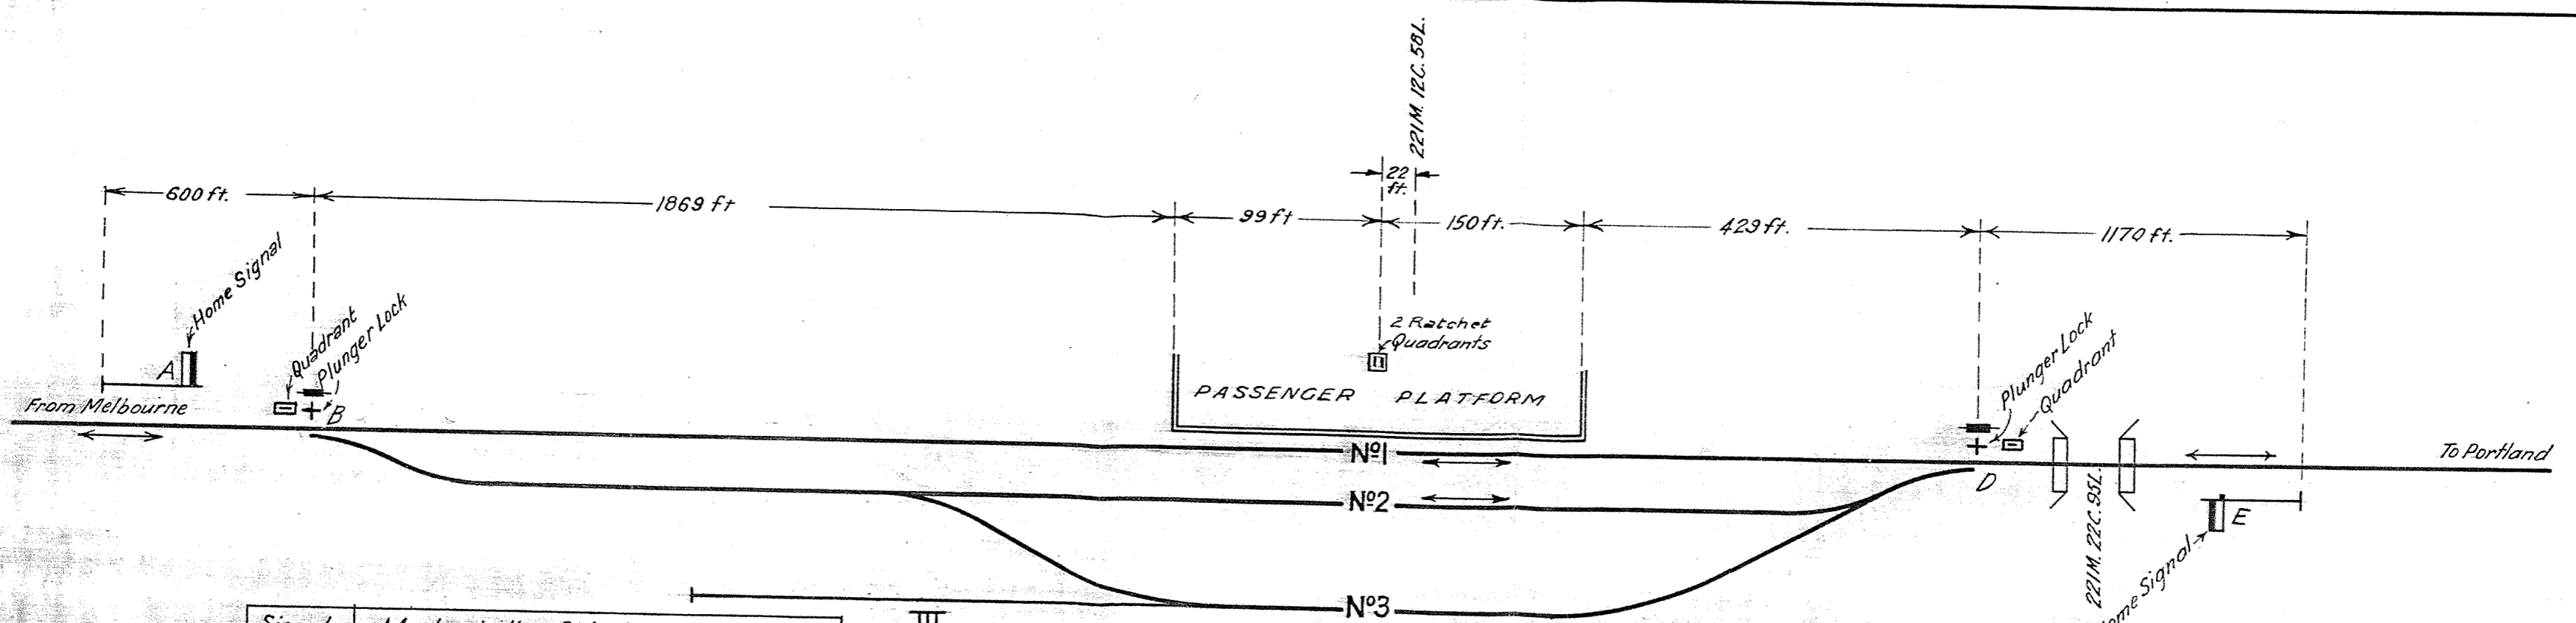 221M. 12C. 58L.
22
ft.
600 ft.
1869 ft
99 ft
150 ft.
429 ft.
1170 ft.
Home Signal
A
Quadrant
Plunger Lock
B
From Melbourne
2 Ratchet
Quadrants
PASSENGER PLATFORM
Plunger Lock
Quadrant
D
To Portland
Nº1
Nº2
Nº3
221M. 22C. 95L.
E
Home Signal